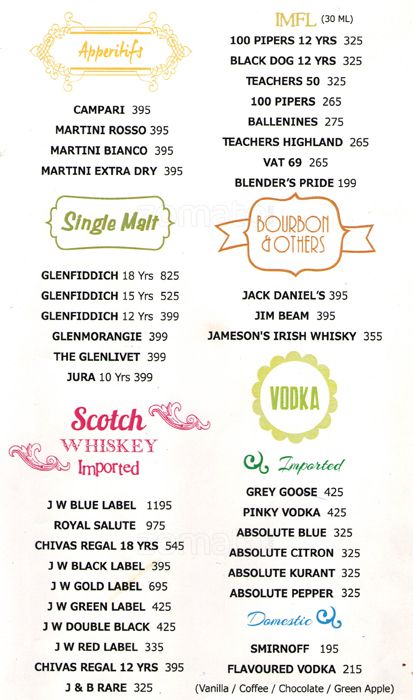 Apperitifs
CAMPARI 395
MARTINI ROSSO 395
MARTINI BIANCO 395
MARTINI EXTRA DRY 395
Single Malt
GLENFIDDICH 18 Yrs 825
GLENFIDDICH 15 Yrs 525
GLENFIDDICH 12 Yrs 399
GLENMORANGIE 399
THE GLENLIVET 399
JURA 10 Yrs 399
Scotch
WHISKEY
Imported
J W BLUE LABEL 1195
ROYAL SALUTE 975
CHIVAS REGAL 18 YRS 545
J W BLACK LABEL 395
J W GOLD LABEL 695
J W GREEN LABEL 425
J W DOUBLE BLACK 425
J W RED LABEL 335
CHIVAS REGAL 12 YRS 395
J & B RARE 325
IMFL (30 ML)
100 PIPERS 12 YRS 325
BLACK DOG 12 YRS 325
TEACHERS 50 325
100 PIPERS 265
BALLENINES 275
TEACHERS HIGHLAND 265
VAT 69 265
BLENDER'S PRIDE 199
BOURBON
& OTHERS
JACK DANIEL'S 395
JIM BEAM 395
JAMESON'S IRISH WHISKY 355
VODKA
Imported
GREY GOOSE 425
PINKY VODKA 425
ABSOLUTE BLUE 325
ABSOLUTE CITRON 325
ABSOLUTE KURANT 325
ABSOLUTE PEPPER 325
Domestic
SMIRNOFF 195
FLAVOURED VODKA 215
(Vanilla / Coffee / Chocolate / Green Apple)